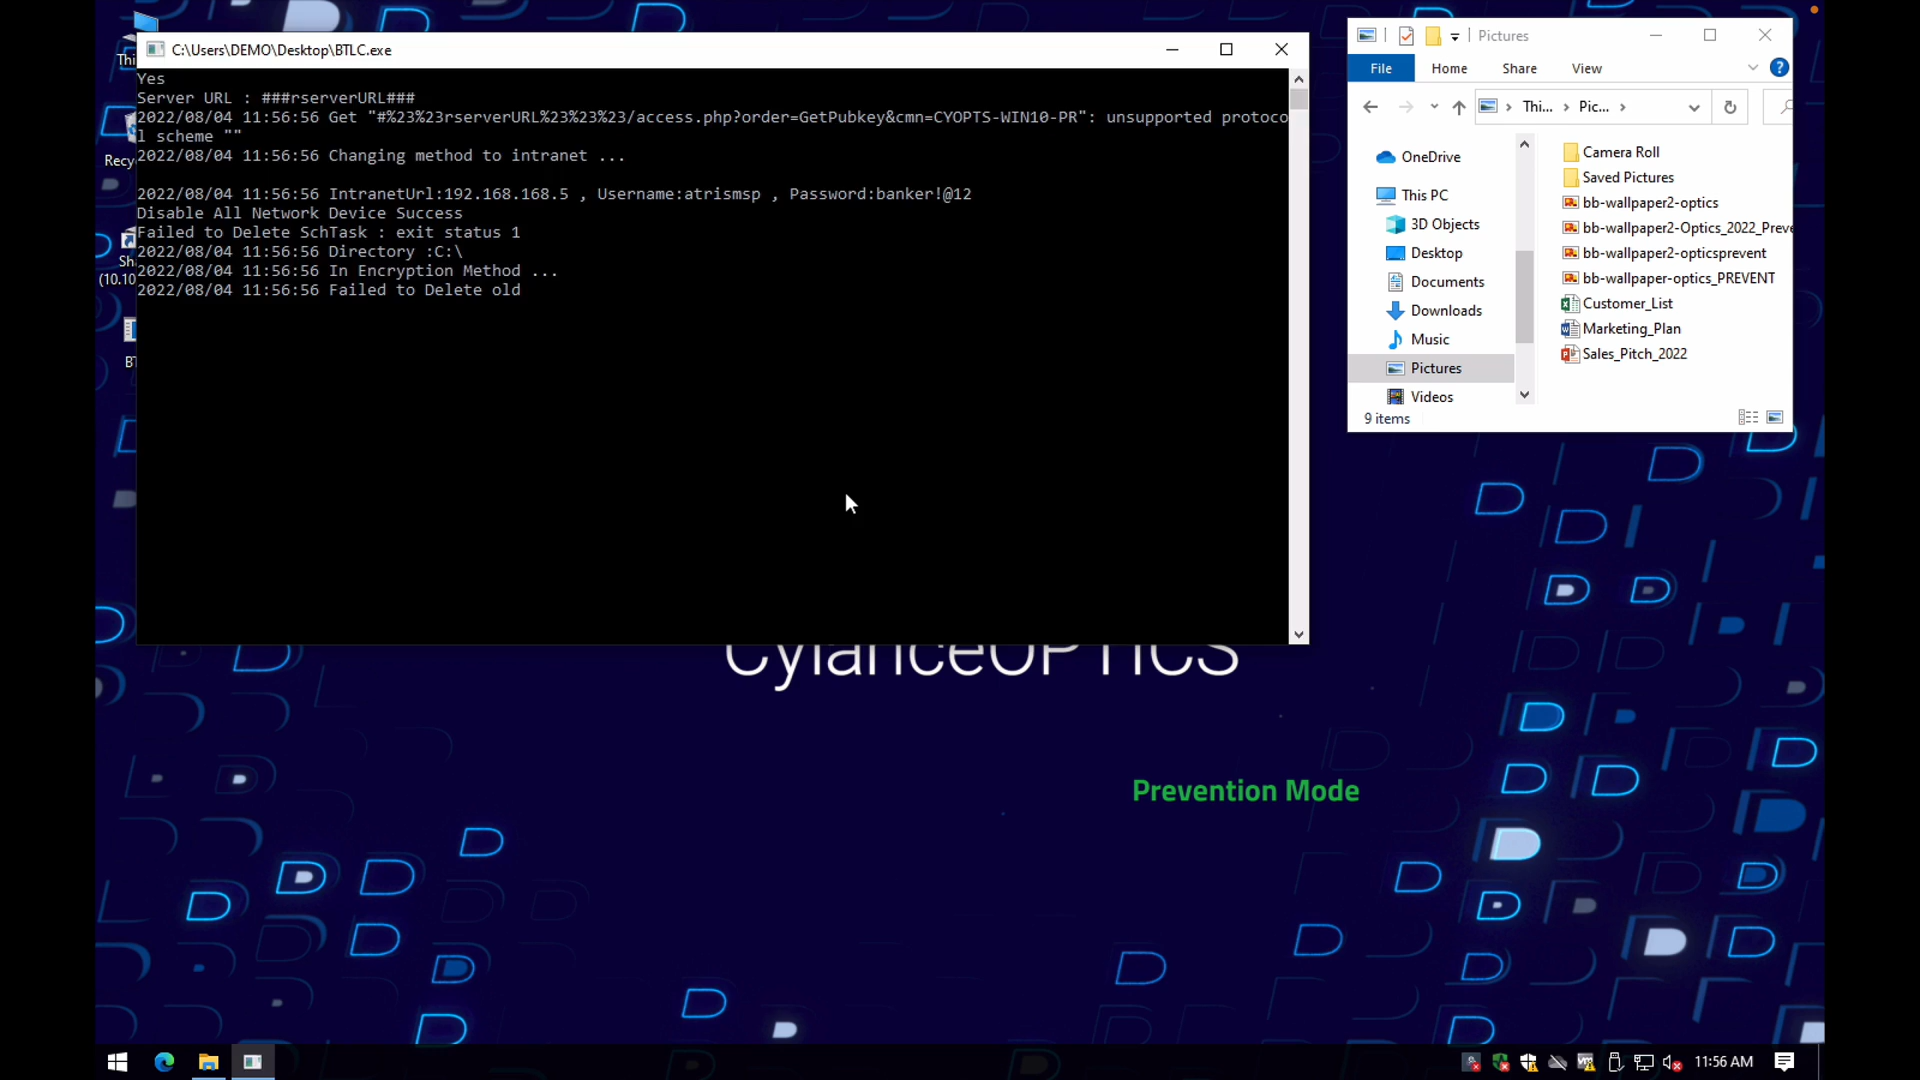 C:\Users\DEMO\Desktop\BTLC.exe
Yes
Server URL : ###rserverURL###
2022/08/04 11:56:56 Get "#%23%23rserverURL%23%23%23/access.php?order=GetPubkey&cmn=CYOPTS-WIN10-PR": unsupported protoco
l scheme ""
2022/08/04 11:56:56 Changing method to intranet ...
2022/08/04 11:56:56 IntranetUrl:192.168.168.5 , Username:atrismsp , Password:banker!@12
Disable All Network Device Success
Failed to Delete SchTask : exit status 1
2022/08/04 11:56:56 Directory :C:\
2022/08/04 11:56:56 In Encryption Method ...
2022/08/04 11:56:56 Failed to Delete old
Thi
Recy
Sh
(10.10
BT
Pictures
File Home Share View
Thi... Pic...
OneDrive
This PC
3D Objects
Desktop
Documents
Downloads
Music
Pictures
Videos
Camera Roll
Saved Pictures
bb-wallpaper2-optics
bb-wallpaper2-Optics_2022_Preve
bb-wallpaper2-opticsprevent
bb-wallpaper-optics_PREVENT
Customer_List
Marketing_Plan
Sales_Pitch_2022
9 items
CylanceOPTICS
Prevention Mode
11:56 AM